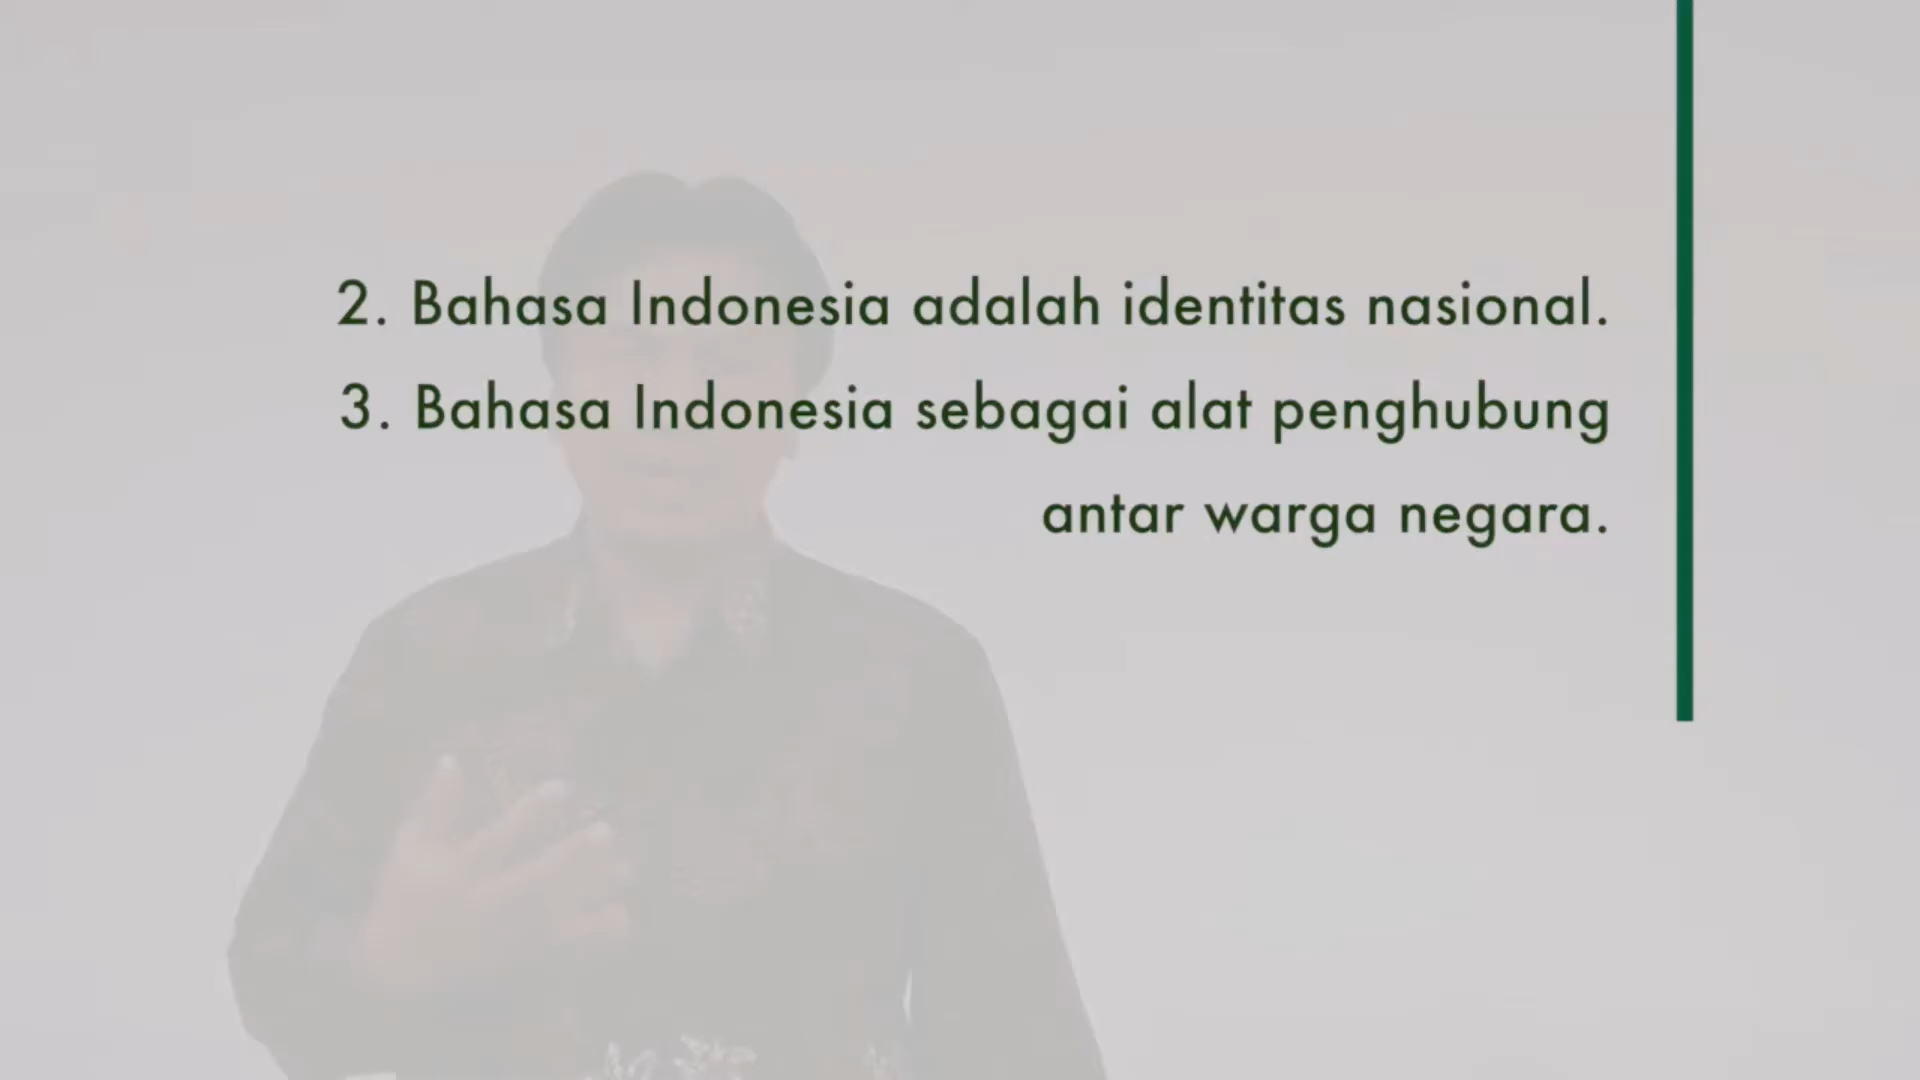 2. Bahasa Indonesia adalah identitas nasional.
3. Bahasa Indonesia sebagai alat penghubung
antar warga negara.